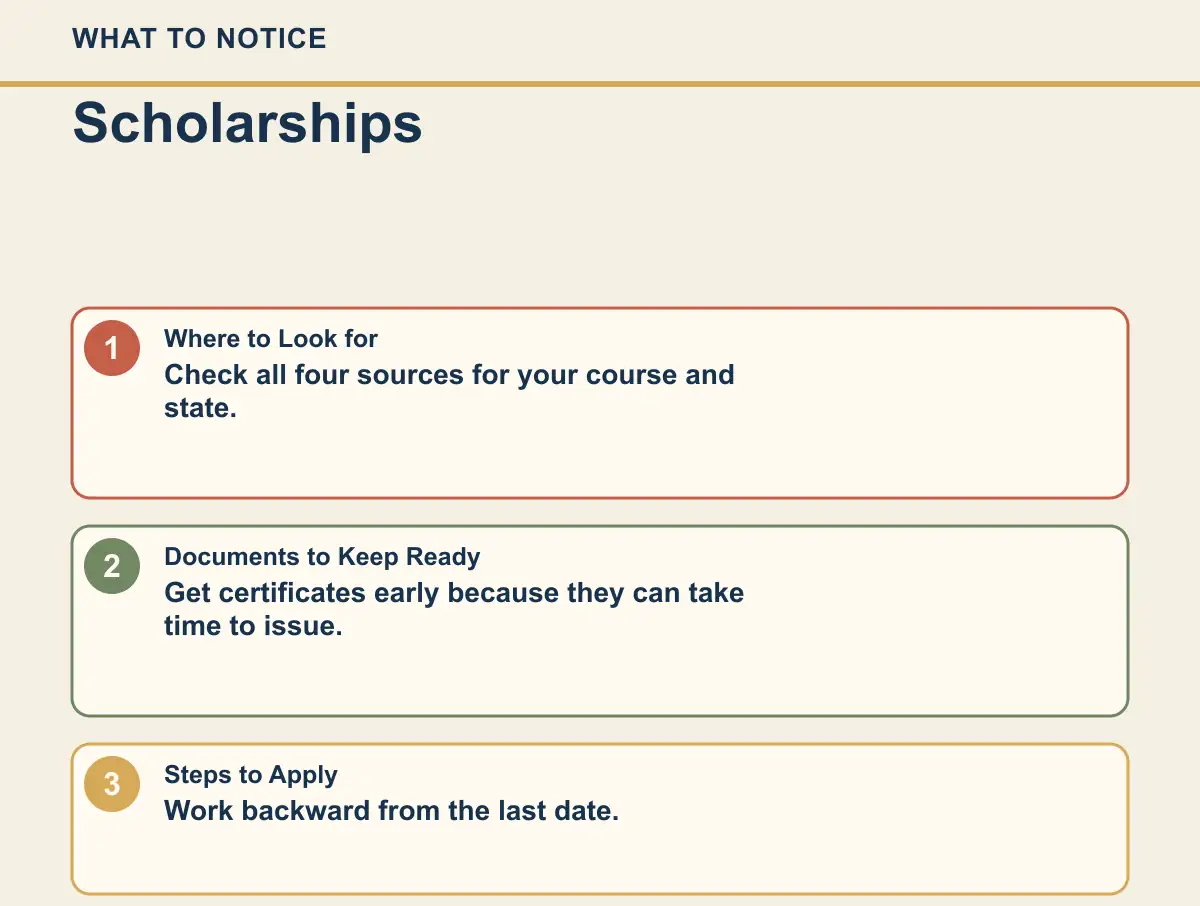 WHAT TO NOTICE
Scholarships
1
Where to Look for
Check all four sources for your course and
state.
2
Documents to Keep Ready
Get certificates early because they can take
time to issue.
3
Steps to Apply
Work backward from the last date.